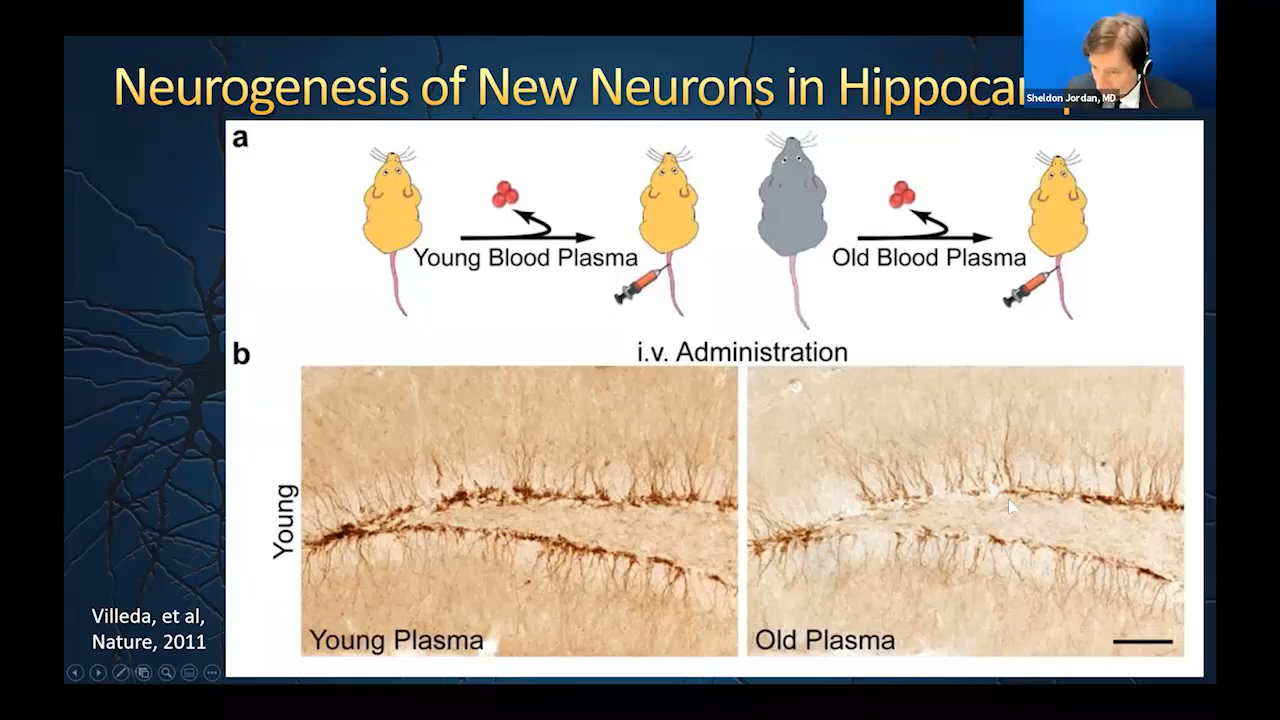 Neurogenesis of New Neurons in Hippocam
Sheldon Jordan, MD
a
Young Blood Plasma
Old Blood Plasma
b
i.v. Administration
Young
Young Plasma
Old Plasma
Villeda, et al,
Nature, 2011